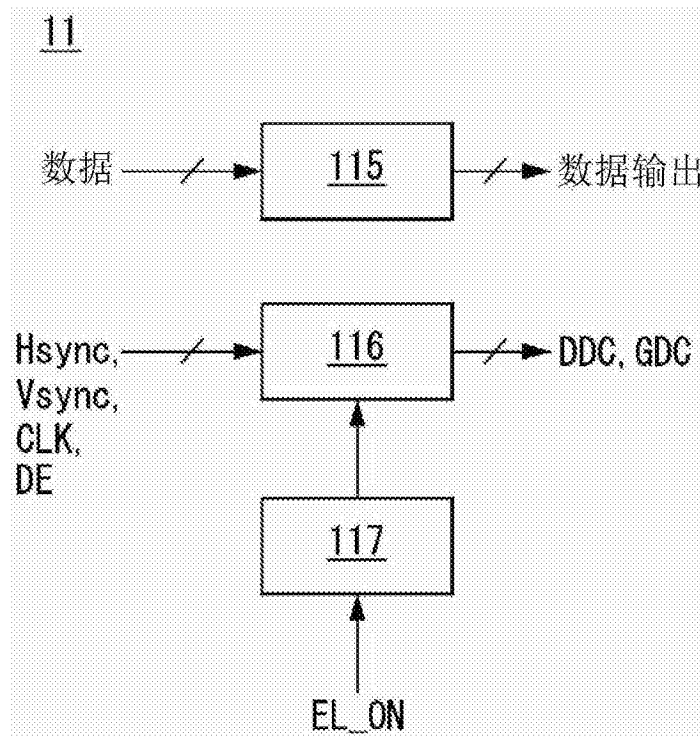 11
数据
115
数据输出
Hsync,
Vsync,
CLK,
DE
116
DDC, GDC
117
EL_ON